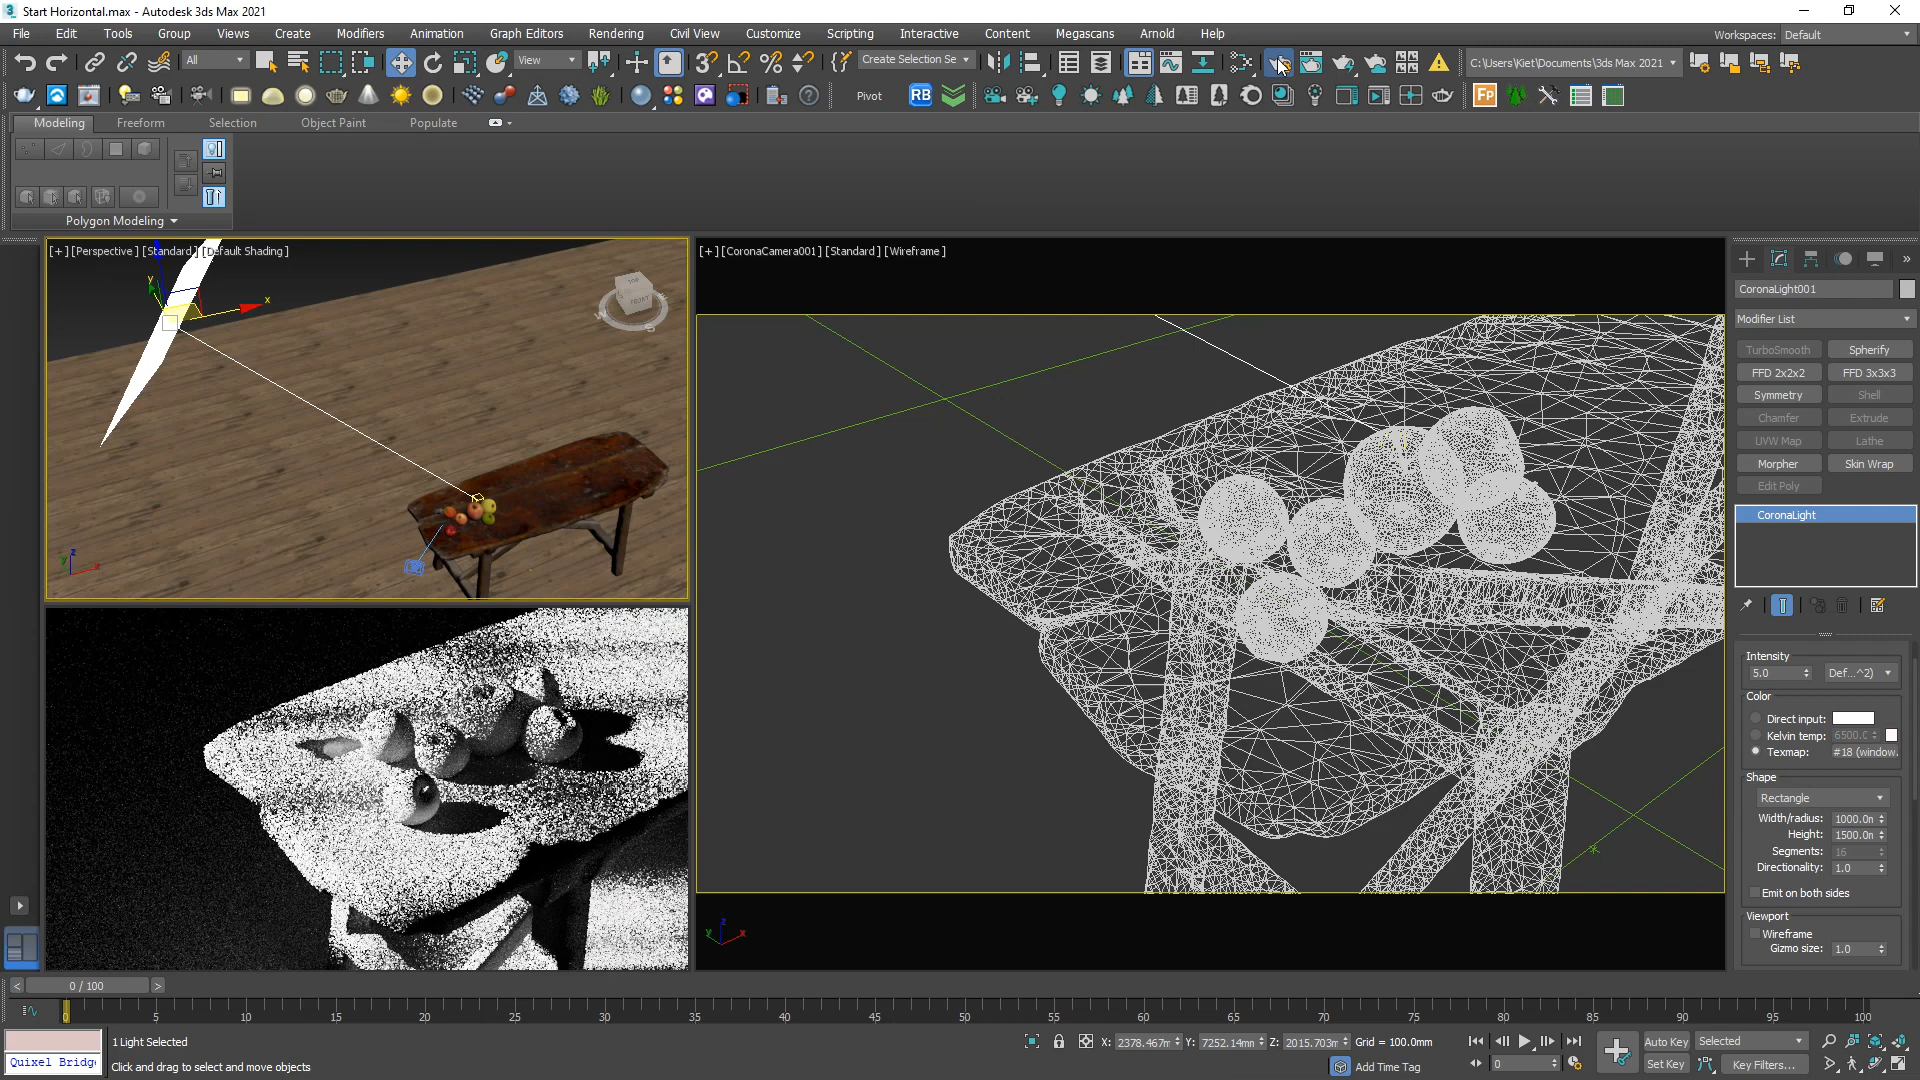 Start Horizontal.max - Autodesk 3ds Max 2021
File Edit Tools Group Views Create Modifiers Animation Graph Editors Rendering Civil View Customize Scripting Interactive Content Megascans Arnold Help
Workspaces: Default
All
View
Create Selection Se
C:\Users\Kiet\Documents\3ds Max 2021
Pivot
RB
Fp
Modeling Freeform Selection Object Paint Populate
Polygon Modeling
[+] [Perspective] [Standard] [Default Shading]
[+] [CoronaCamera001] [Standard] [Wireframe]
TOP
FRONT
CoronaLight001
Modifier List
TurboSmooth Spherify
FFD 2x2x2 FFD 3x3x3
Symmetry Shell
Chamfer Extrude
UVW Map Lathe
Morpher Skin Wrap
Edit Poly
CoronaLight
Intensity
5.0 Def...^2)
Color
Direct input:
Kelvin temp: 6500.0
Texmap: #18 (window.
Shape
Rectangle
Width/radius: 1000.0n
Height: 1500.0n
Segments: 16
Directionality: 1.0
Emit on both sides
Viewport
Wireframe
Gizmo size: 1.0
0 / 100
0 5 10 15 20 25 30 35 40 45 50 55 60 65 70 75 80 85 90 95 100
1 Light Selected
X: 2378.467m Y: 7252.14mn Z: 2015.703m Grid = 100.0mm
Auto Key Selected
Quixel Bridg
Click and drag to select and move objects
Add Time Tag
0
Set Key Key Filters...